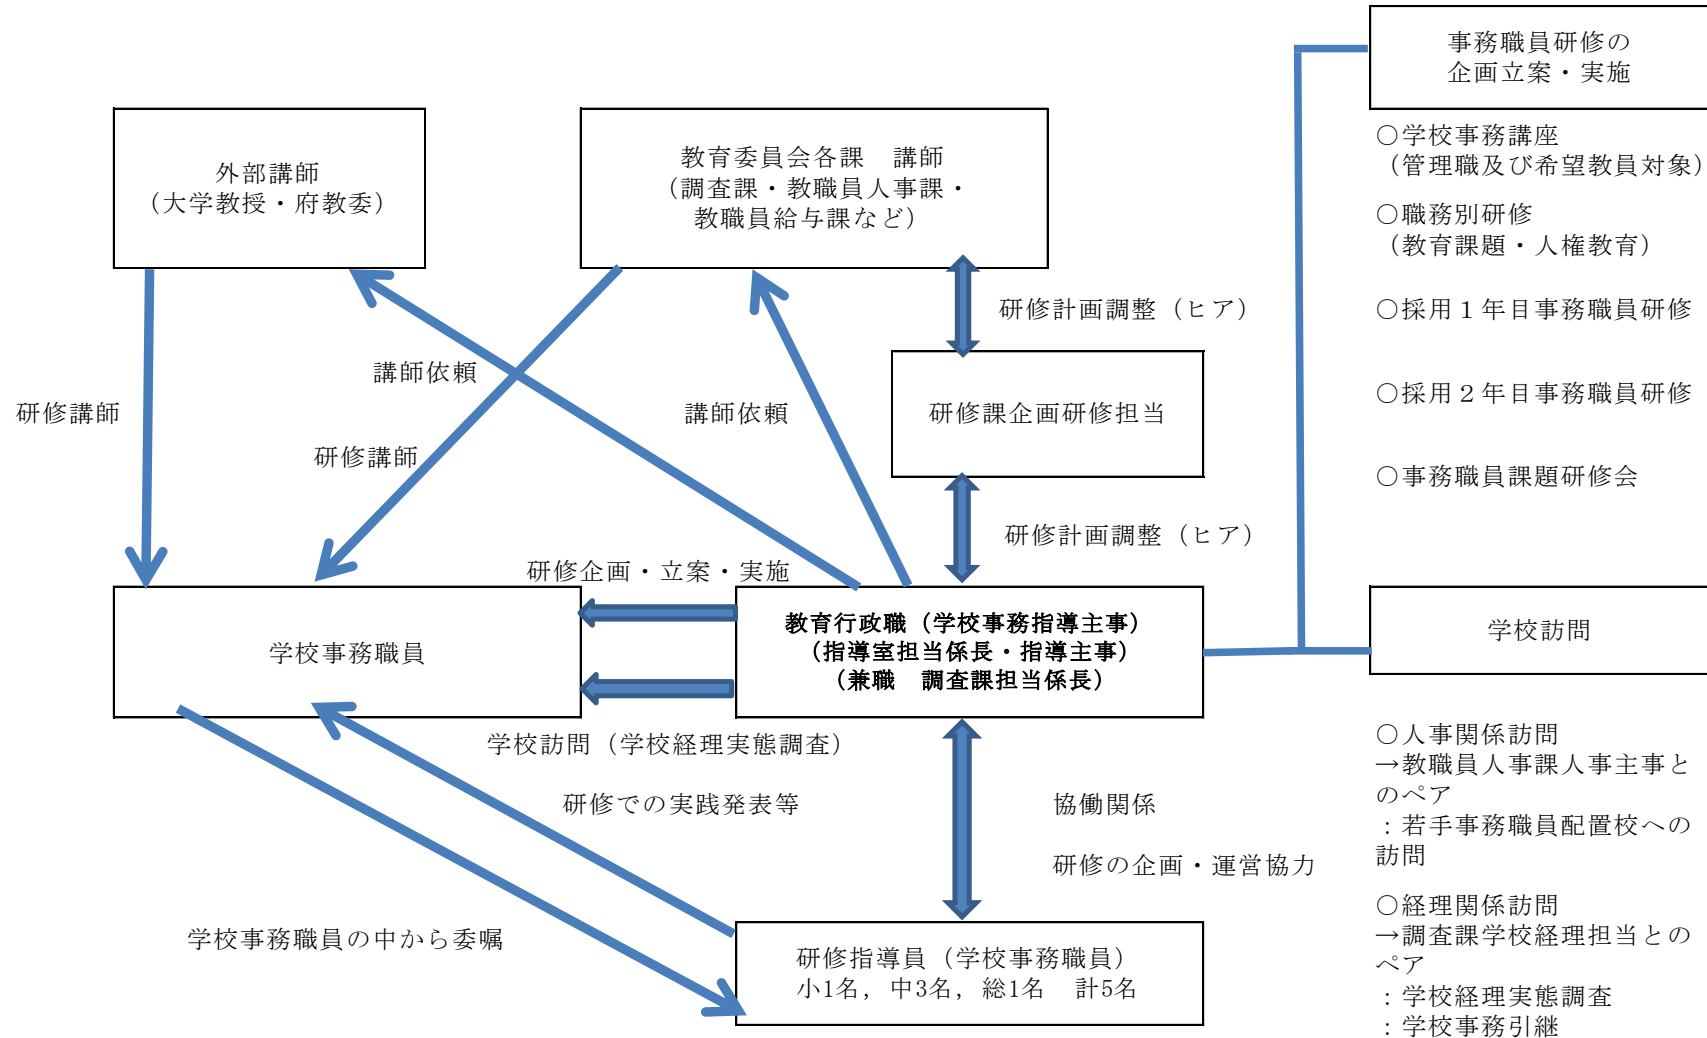 事務職員研修の
企画立案・実施
○学校事務講座
（管理職及び希望教員対象）
○職務別研修
（教育課題・人権教育）
○採用１年目事務職員研修
○採用２年目事務職員研修
○事務職員課題研修会
外部講師
（大学教授・府教委）
教育委員会各課　講師
（調査課・教職員人事課・
教職員給与課など）
研修計画調整（ヒア）
講師依頼
講師依頼
研修講師
研修講師
研修課企画研修担当
研修計画調整（ヒア）
研修企画・立案・実施
学校事務職員
教育行政職（学校事務指導主事）
（指導室担当係長・指導主事）
（兼職　調査課担当係長）
学校訪問
学校訪問（学校経理実態調査）
研修での実践発表等
協働関係
研修の企画・運営協力
学校事務職員の中から委嘱
研修指導員（学校事務職員）
小1名，中3名，総1名　計5名
○人事関係訪問
→教職員人事課人事主事と
のペア
：若手事務職員配置校への
訪問
○経理関係訪問
→調査課学校経理担当との
ペア
：学校経理実態調査
：学校事務引継